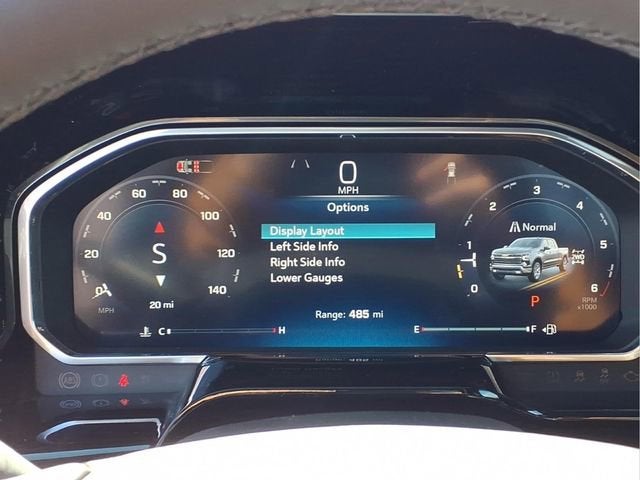 0
MPH
Options
Display Layout
Left Side Info
Right Side Info
Lower Gauges
Range: 485 mi
20
40
60
80
100
120
140
S
MPH
20 mi
C H
0
1
2
3
4
5
6
Normal
2WD
P
RPM
x1000
E F